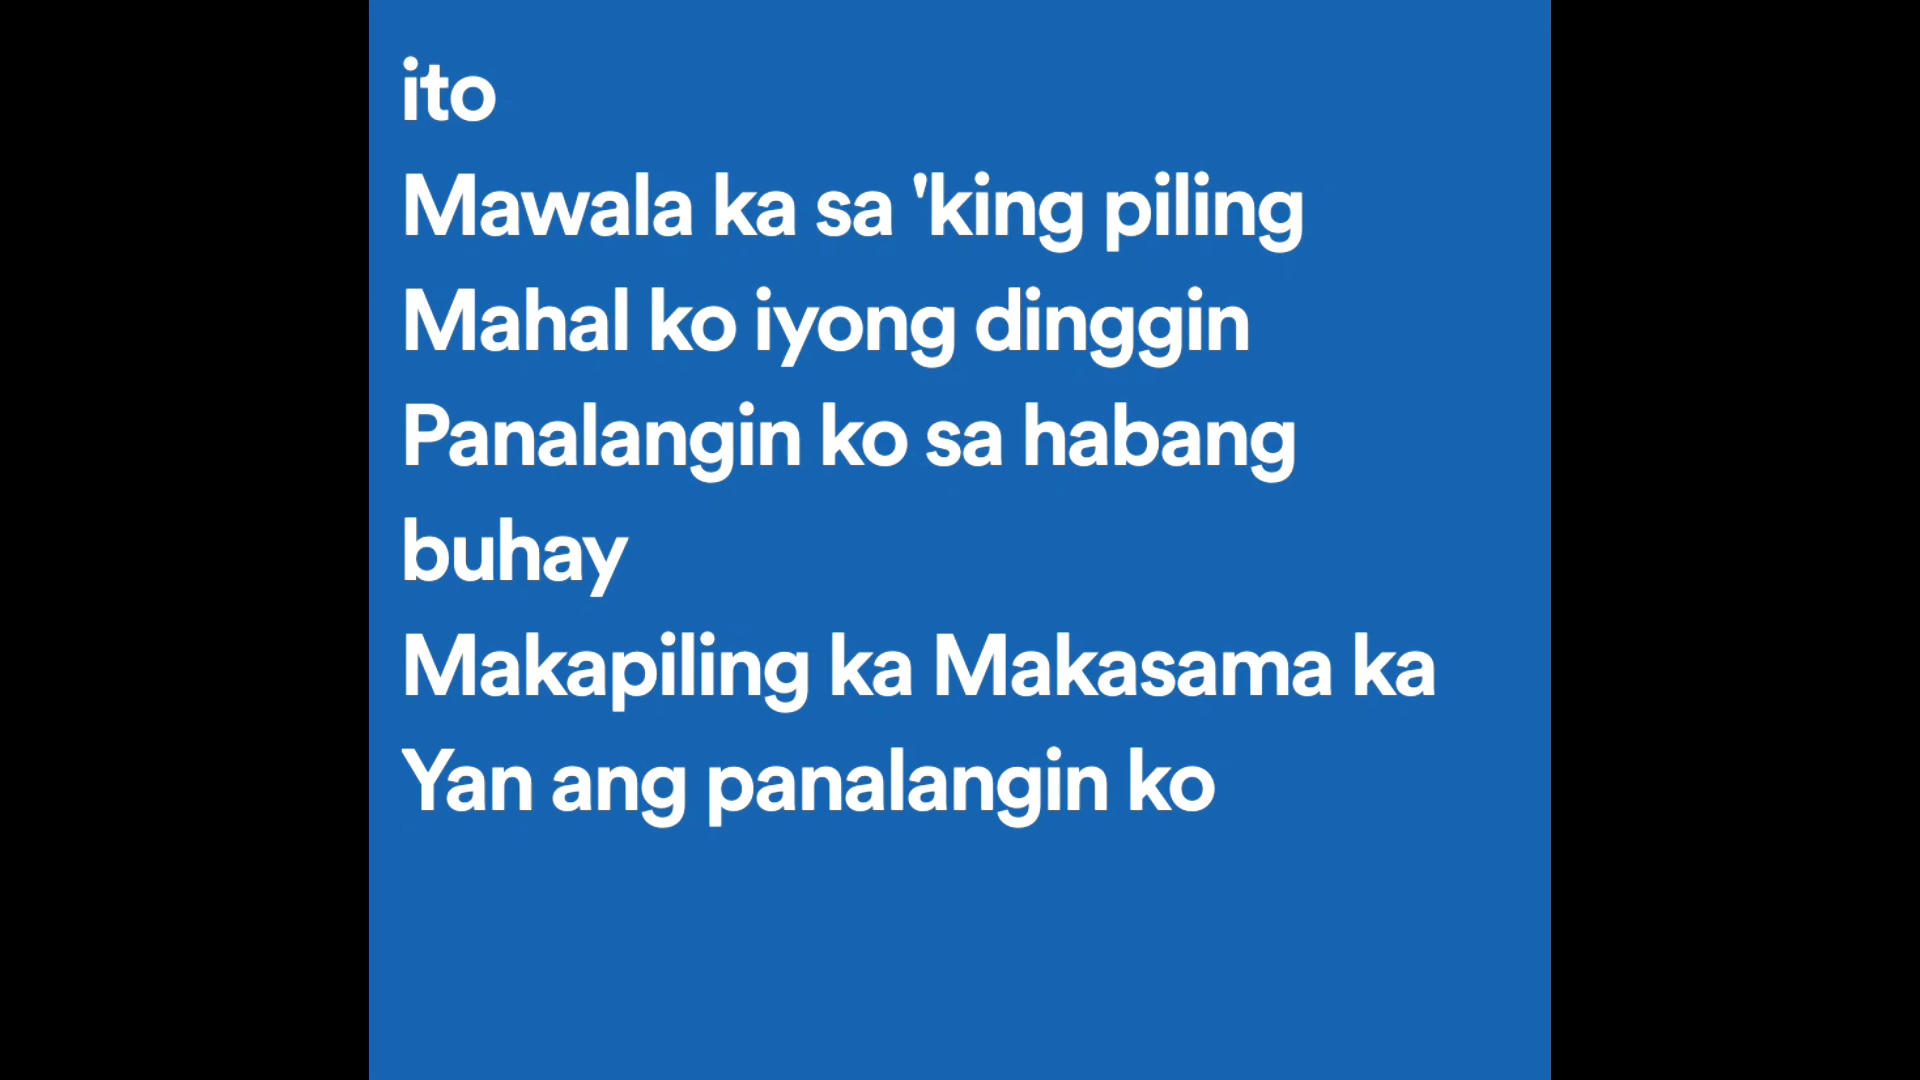 ito
Mawala ka sa 'king piling
Mahal ko iyong dinggin
Panalangin ko sa habang
buhay
Makapiling ka Makasama ka
Yan ang panalangin ko